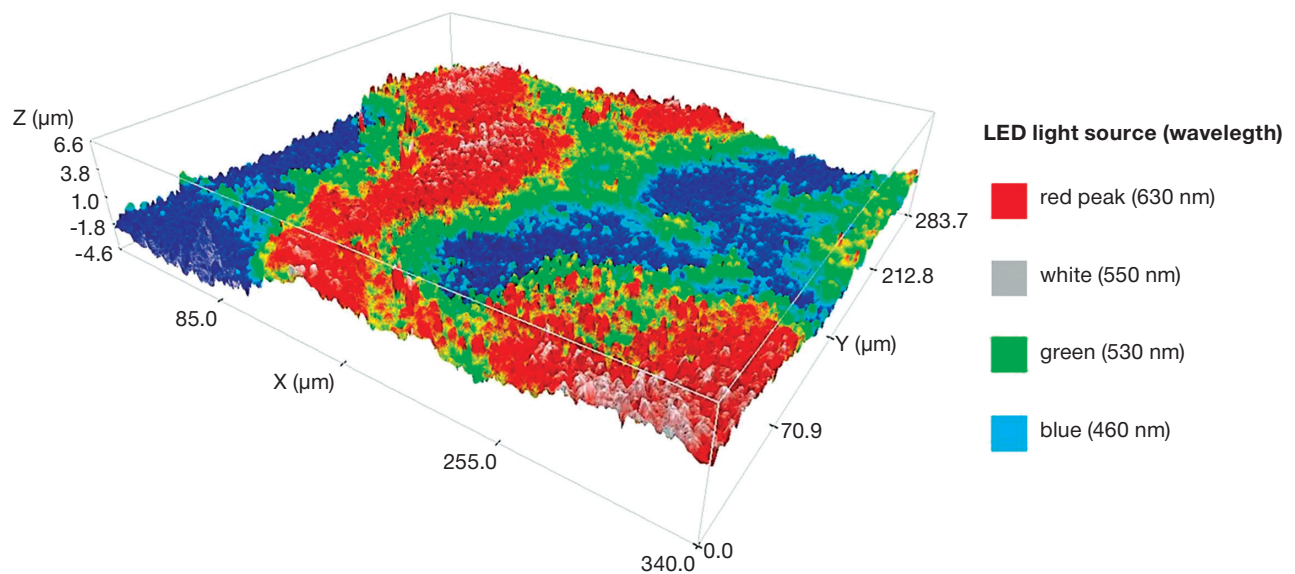 Z (μm)
6.6
3.8
1.0
-1.8
-4.6
85.0
X (μm)
255.0
340.0
0.0
70.9
Y (μm)
212.8
283.7
LED light source (wavelegth)
red peak (630 nm)
white (550 nm)
green (530 nm)
blue (460 nm)